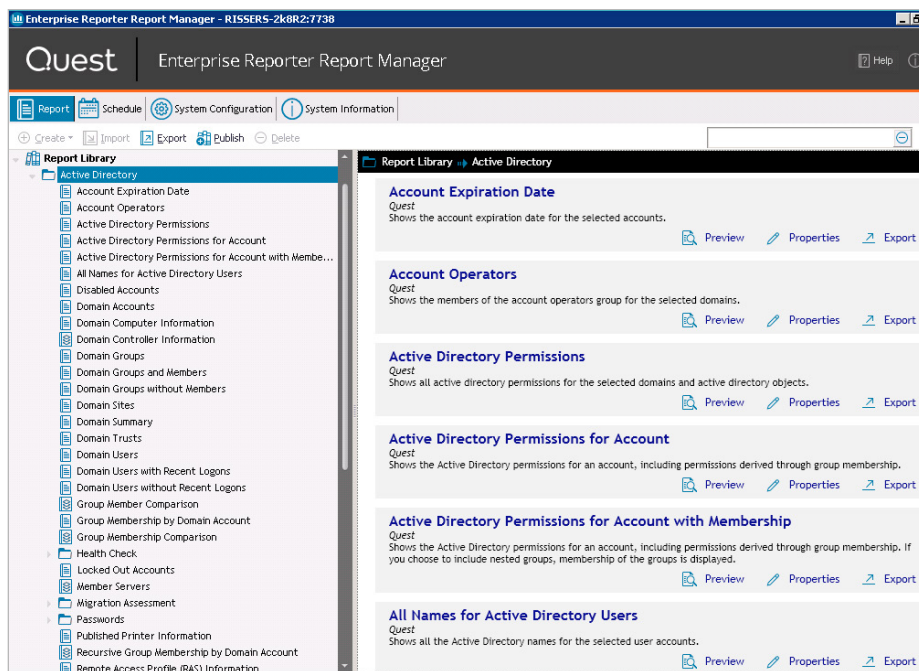 Enterprise Reporter Report Manager - RISSERS-2k8R2:7738
Quest
Enterprise Reporter Report Manager
Help
Report
Schedule
System Configuration
System Information
Create
Import
Export
Publish
Delete
Report Library
Active Directory
Account Expiration Date
Account Operators
Active Directory Permissions
Active Directory Permissions for Account
Active Directory Permissions for Account with Membe...
All Names for Active Directory Users
Disabled Accounts
Domain Accounts
Domain Computer Information
Domain Controller Information
Domain Groups
Domain Groups and Members
Domain Groups without Members
Domain Sites
Domain Summary
Domain Trusts
Domain Users
Domain Users with Recent Logons
Domain Users without Recent Logons
Group Member Comparison
Group Membership by Domain Account
Group Membership Comparison
Health Check
Locked Out Accounts
Member Servers
Migration Assessment
Passwords
Published Printer Information
Recursive Group Membership by Domain Account
Remote Access Profile (RAS) Information
Report Library Active Directory
Account Expiration Date
Quest
Shows the account expiration date for the selected accounts.
Preview Properties Export
Account Operators
Quest
Shows the members of the account operators group for the selected domains.
Preview Properties Export
Active Directory Permissions
Quest
Shows all active directory permissions for the selected domains and active directory objects.
Preview Properties Export
Active Directory Permissions for Account
Quest
Shows the Active Directory permissions for an account, including permissions derived through group membership.
Preview Properties Export
Active Directory Permissions for Account with Membership
Quest
Shows the Active Directory permissions for an account, including permissions derived through group membership. If
you choose to include nested groups, membership of the groups is displayed.
Preview Properties Export
All Names for Active Directory Users
Quest
Shows all the Active Directory names for the selected user accounts.
Preview Properties Export